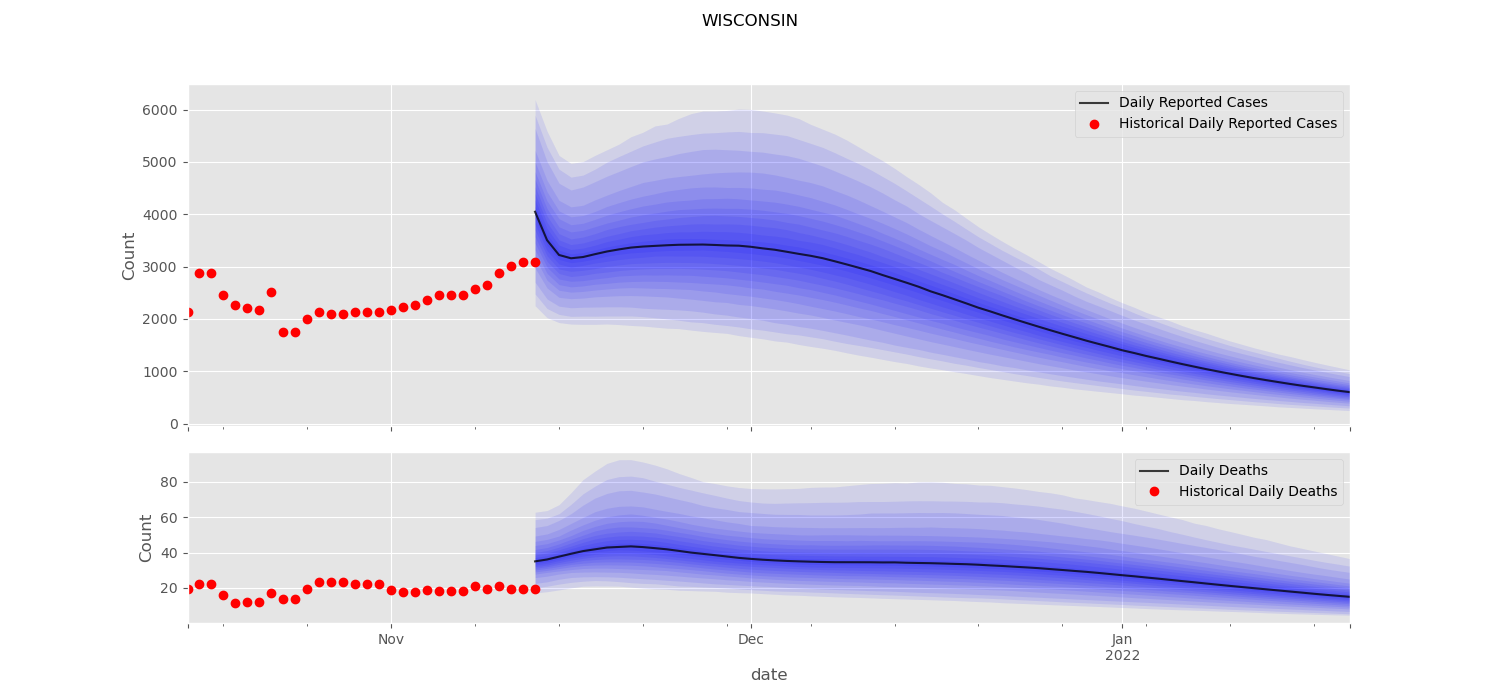 WISCONSIN
6000
5000
4000
3000
2000
1000
0
Count
Daily Reported Cases
Historical Daily Reported Cases
80
60
40
20
Count
Daily Deaths
Historical Daily Deaths
Nov
Dec
Jan
2022
date